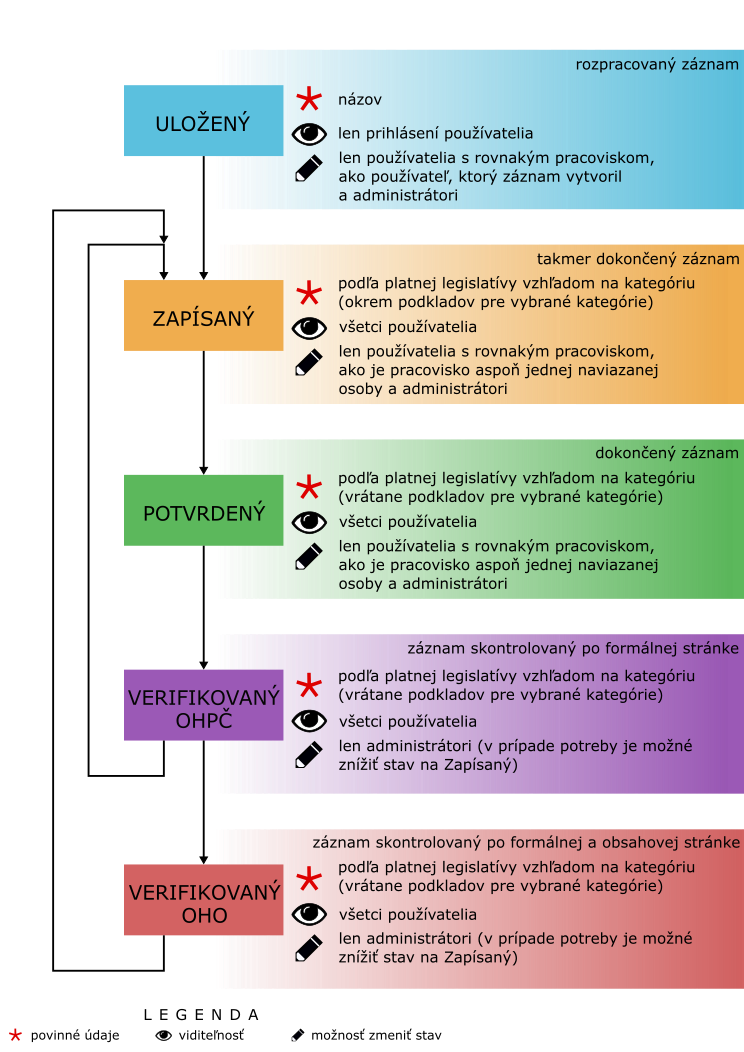 rozpracovaný záznam
ULOŽENÝ
názov
len prihlásení používatelia
len používatelia s rovnakým pracoviskom,
ako používateľ, ktorý záznam vytvoril
a administrátori
takmer dokončený záznam
ZAPÍSANÝ
podľa platnej legislatívy vzhľadom na kategóriu
(okrem podkladov pre vybrané kategórie)
všetci používatelia
len používatelia s rovnakým pracoviskom,
ako je pracovisko aspoň jednej naviazanej
osoby a administrátori
dokončený záznam
POTVRDENÝ
podľa platnej legislatívy vzhľadom na kategóriu
(vrátane podkladov pre vybrané kategórie)
všetci používatelia
len používatelia s rovnakým pracoviskom,
ako je pracovisko aspoň jednej naviazanej
osoby a administrátori
záznam skontrolovaný po formálnej stránke
VERIFIKOVANÝ
OHPČ
podľa platnej legislatívy vzhľadom na kategóriu
(vrátane podkladov pre vybrané kategórie)
všetci používatelia
len administrátori (v prípade potreby je možné
znížiť stav na Zapísaný)
záznam skontrolovaný po formálnej a obsahovej stránke
VERIFIKOVANÝ
OHO
podľa platnej legislatívy vzhľadom na kategóriu
(vrátane podkladov pre vybrané kategórie)
všetci používatelia
len administrátori (v prípade potreby je možné
znížiť stav na Zapísaný)
LEGENDA
povinné údaje viditeľnosť možnosť zmeniť stav